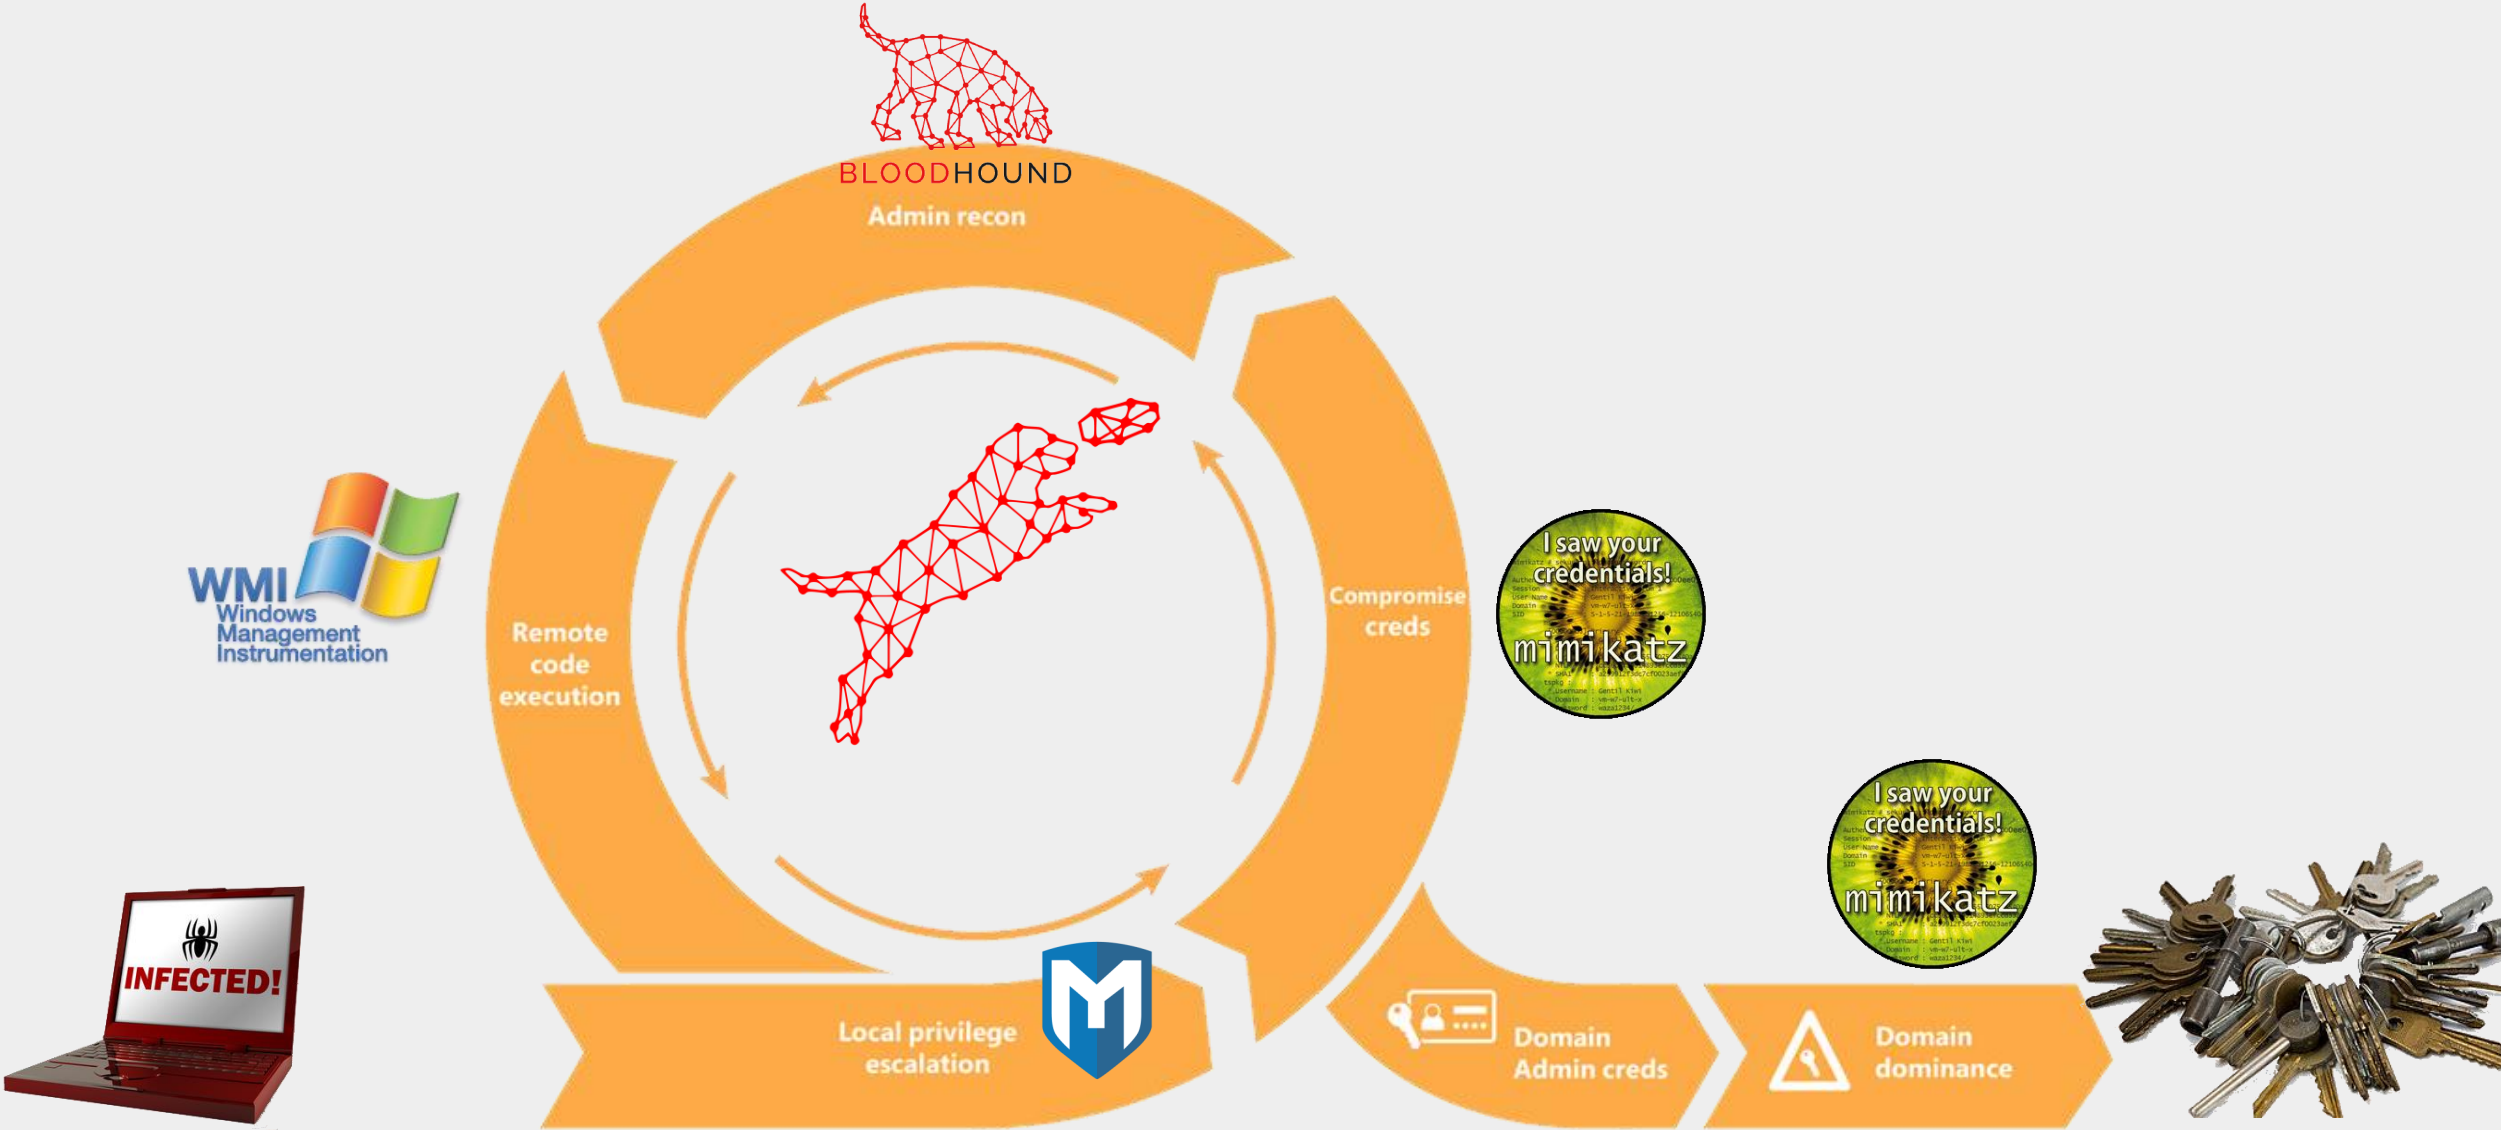 BLOODHOUND
Admin recon
WMI
Windows
Management
Instrumentation
Remote
code
execution
Compromise
creds
I saw your
credentials!
mimikatz
I saw your
credentials!
mimikatz
INFECTED!
Local privilege
escalation
M
Domain
Admin creds
Domain
dominance